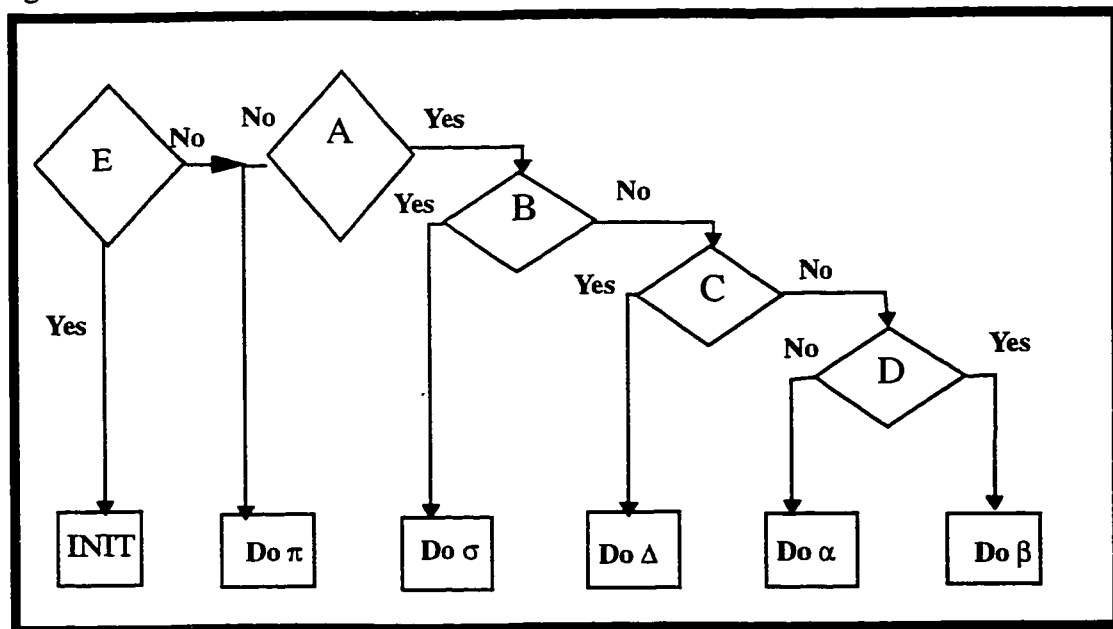 E
No
No
A
Yes
Yes
B
No
Yes
C
No
Yes
No
D
Yes
INIT
Do π
Do σ
Do Δ
Do α
Do β